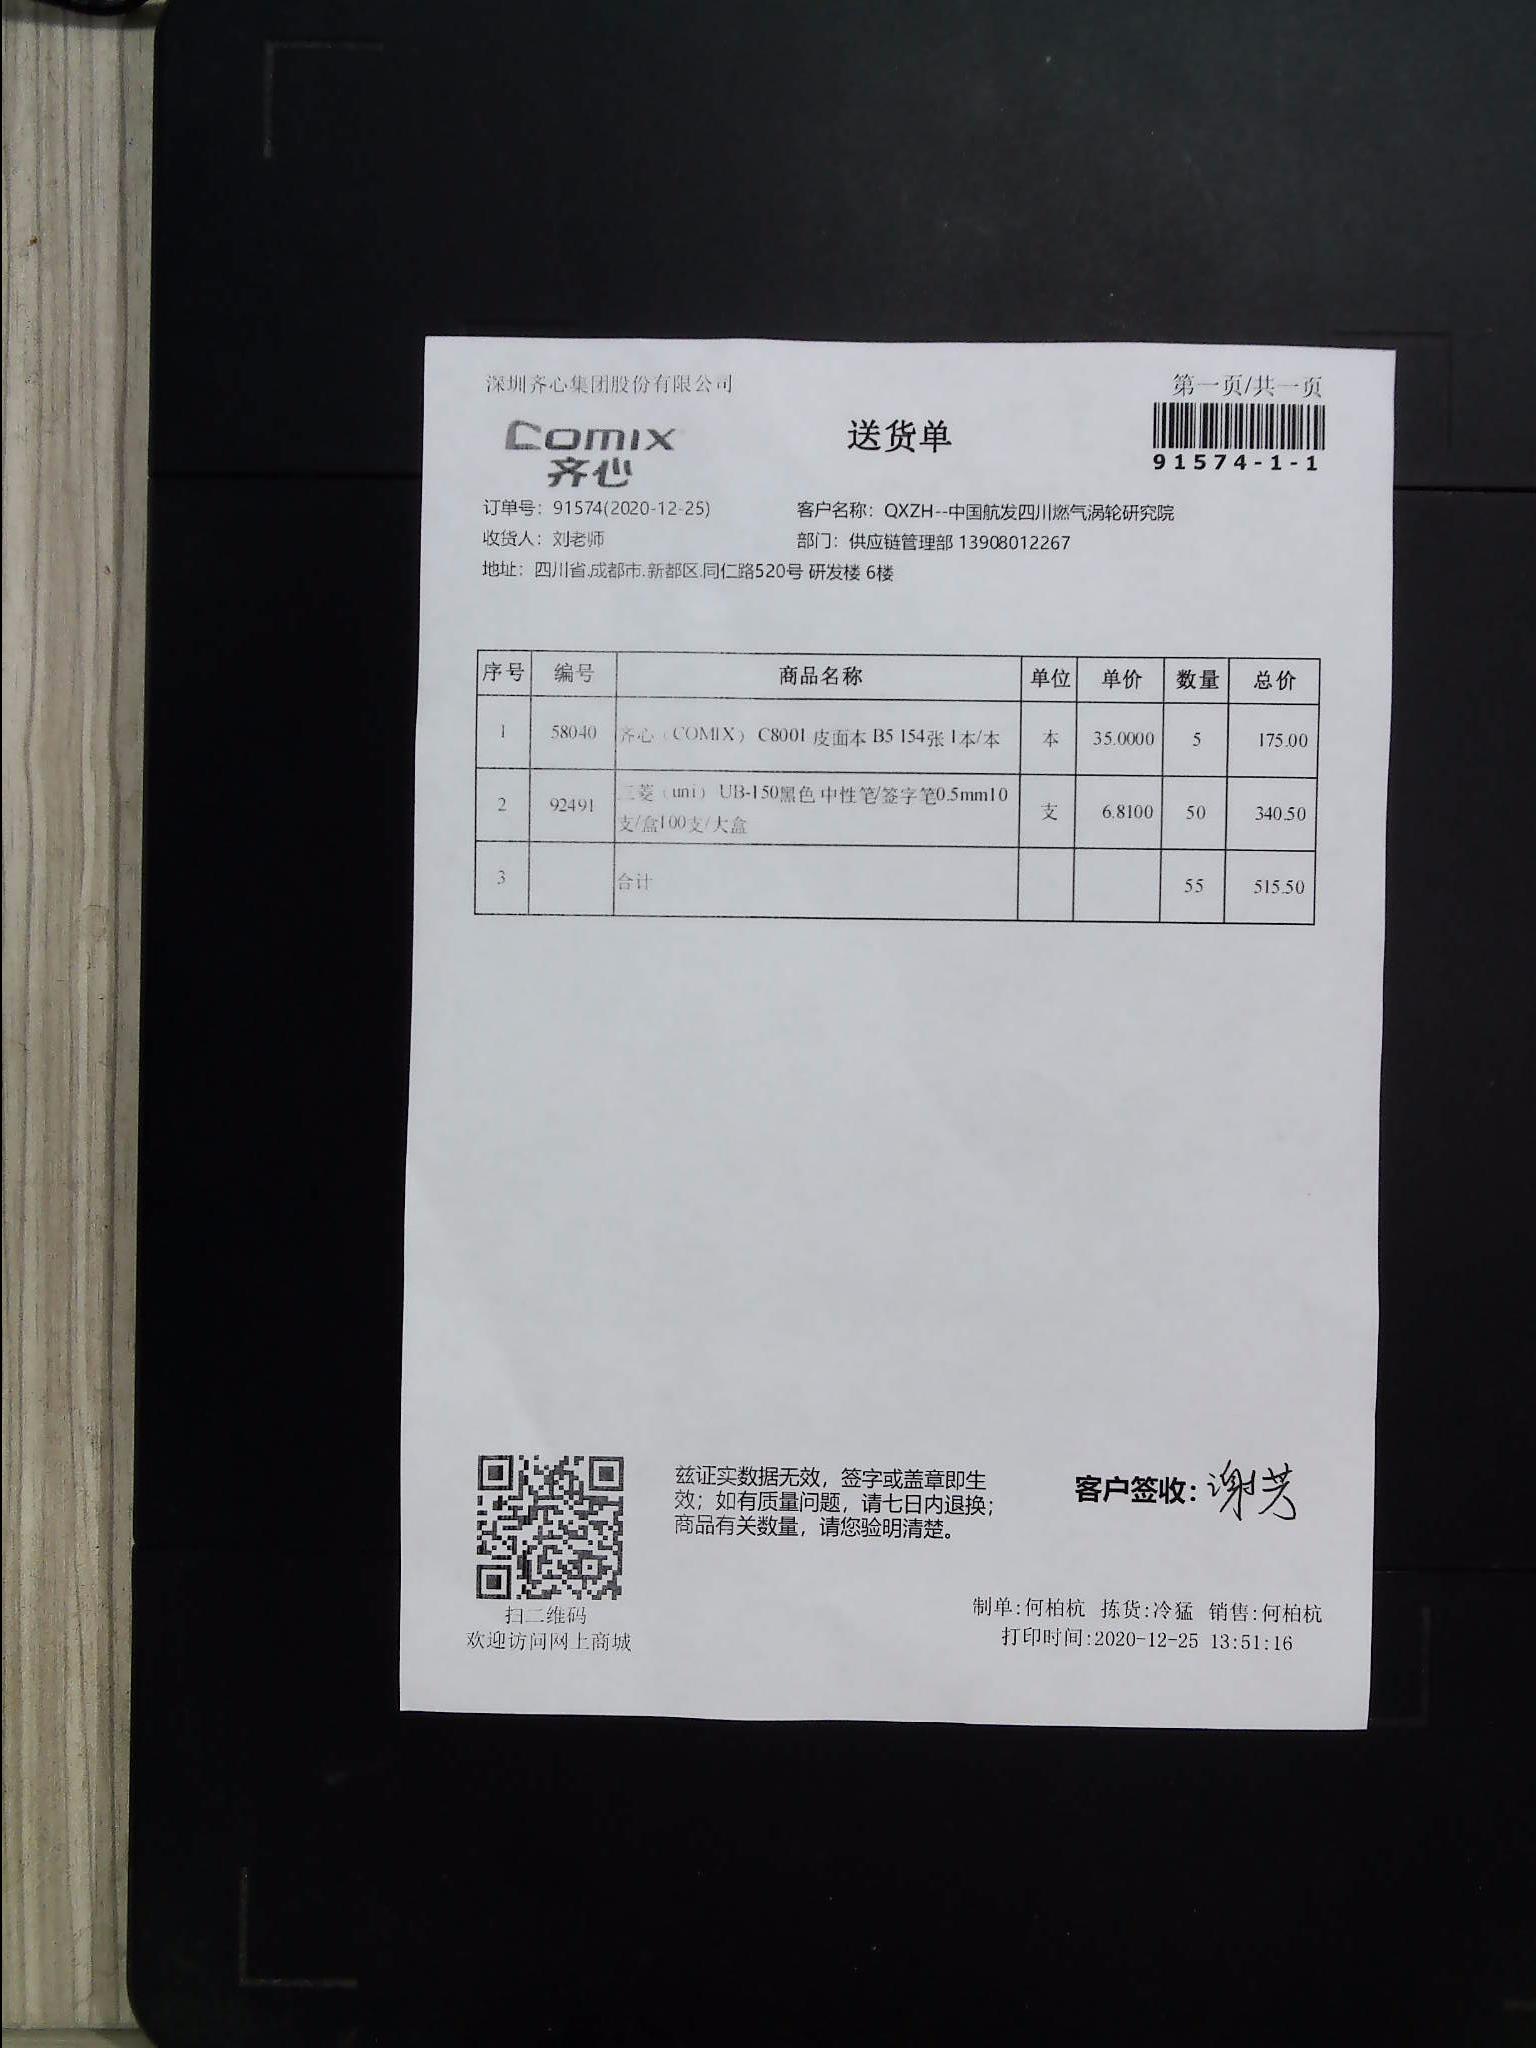 深圳齐心集团股份有限公司
第一页/共一页
Comix
齐心
送货单
91574-1-1
订单号：91574(2020-12-25)
客户名称：QXZH--中国航发四川燃气涡轮研究院
收货人：刘老师
部门：供应链管理部 13908012267
地址：四川省.成都市.新都区.同仁路520号 研发楼 6楼
序号 编号 商品名称 单位 单价 数量 总价
1 58040 齐心（COMIX） C8001 皮面本 B5 154张 1本/本 本 35.0000 5 175.00
2 92491 三菱（uni） UB-150黑色 中性笔/签字笔0.5mm10
支/盒100支/大盒 支 6.8100 50 340.50
3 合计 55 515.50
兹证实数据无效，签字或盖章即生
效；如有质量问题，请七日内退换；
商品有关数量，请您验明清楚。
客户签收：谢芳
扫二维码
欢迎访问网上商城
制单:何柏杭 拣货:冷猛 销售:何柏杭
打印时间:2020-12-25 13:51:16